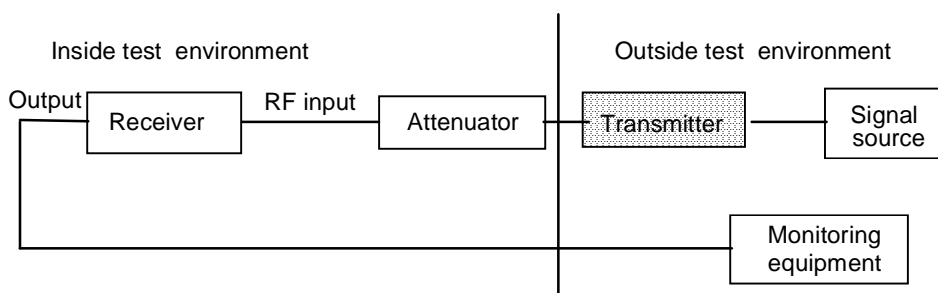 Inside test environment
Outside test environment
Output
Receiver
RF input
Attenuator
Transmitter
Signal
source
Monitoring
equipment